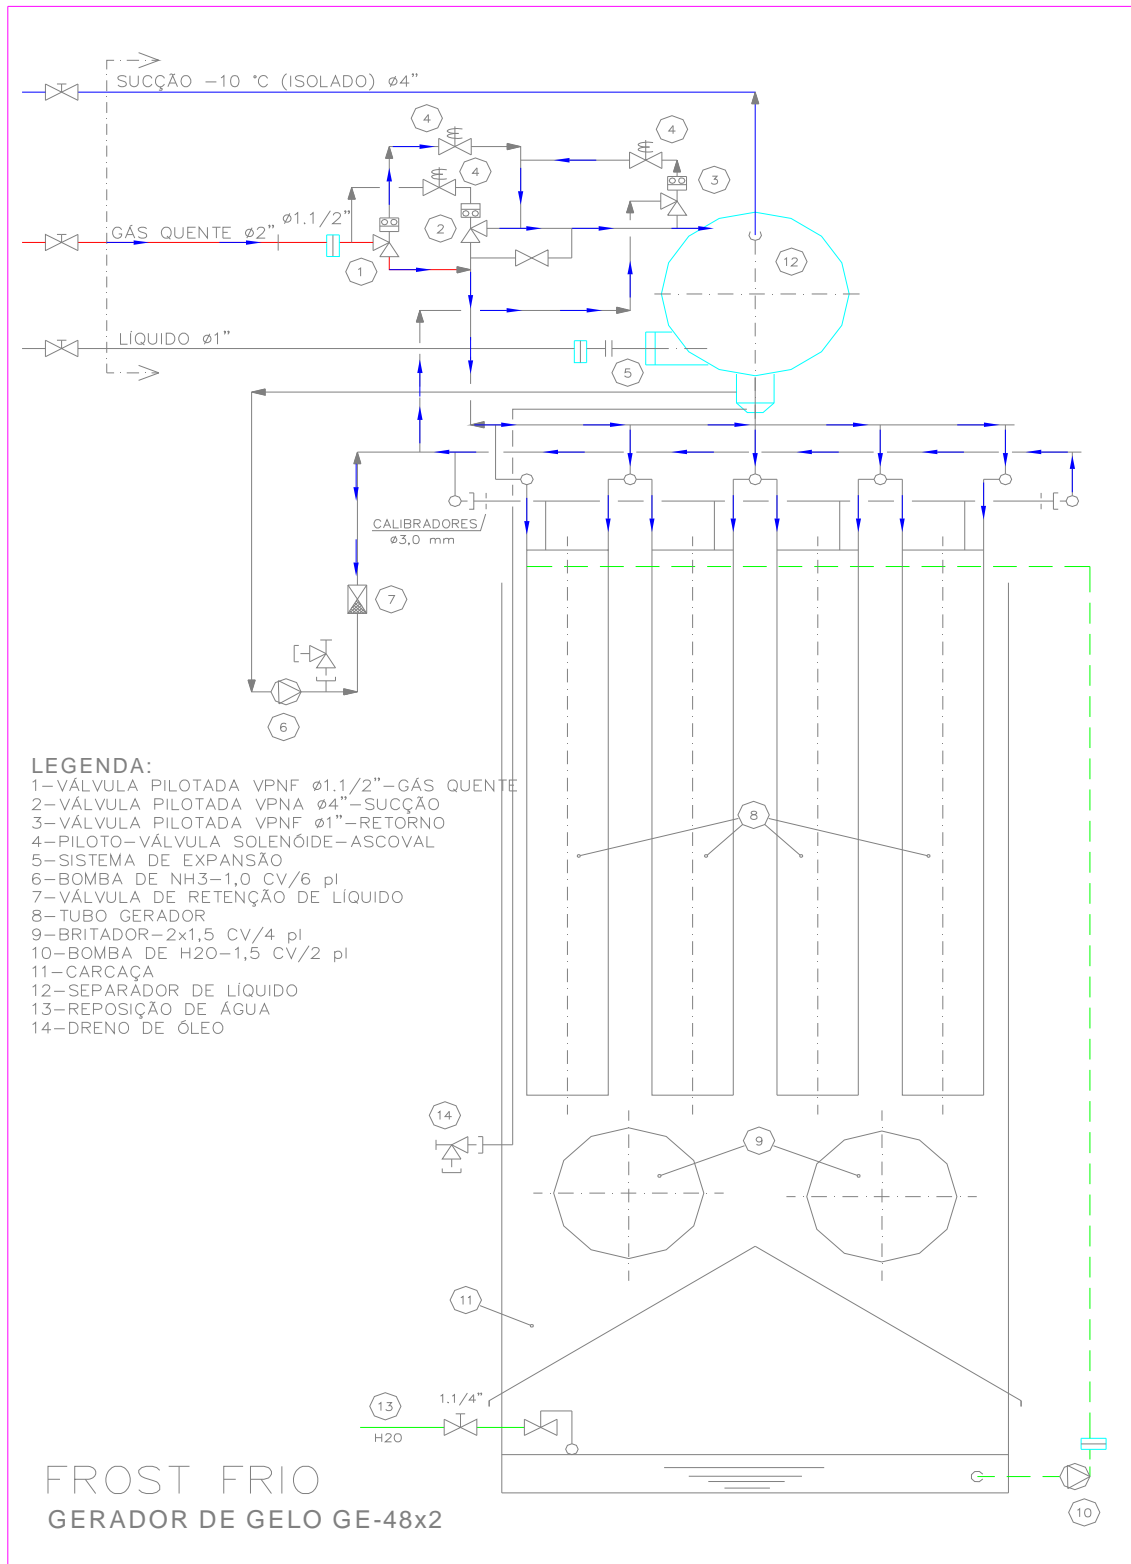 SUCÇÃO -10 °C (ISOLADO) ø4"
4
4
4
3
ø1.1/2"
GÁS QUENTE ø2"
2
1
12
LÍQUIDO ø1"
5
CALIBRADORES
ø3,0 mm
7
6
LEGENDA:
1-VÁLVULA PILOTADA VPNF ø1.1/2"-GÁS QUENTE
2-VÁLVULA PILOTADA VPNA ø4"-SUCÇÃO
3-VÁLVULA PILOTADA VPNF ø1"-RETORNO
4-PILOTO-VÁLVULA SOLENÓIDE-ASCOVAL
5-SISTEMA DE EXPANSÃO
6-BOMBA DE NH3-1,0 CV/6 pl
7-VÁLVULA DE RETENÇÃO DE LÍQUIDO
8-TUBO GERADOR
9-BRITADOR-2x1,5 CV/4 pl
10-BOMBA DE H2O-1,5 CV/2 pl
11-CARCAÇA
12-SEPARADOR DE LÍQUIDO
13-REPOSIÇÃO DE ÁGUA
14-DRENO DE ÓLEO
8
14
9
11
13
1.1/4"
H2O
10
FROST FRIO
GERADOR DE GELO GE-48x2